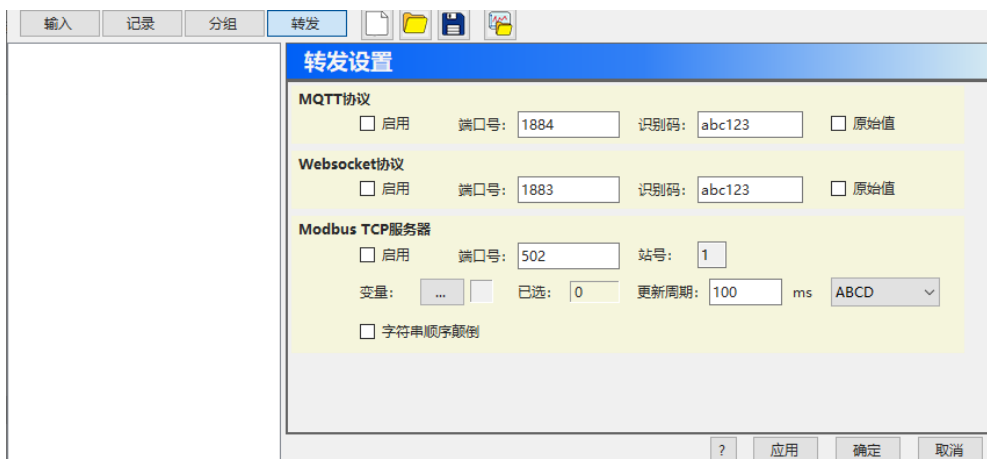 输入 记录 分组 转发
转发设置
MQTT协议
启用 端口号: 1884 识别码: abc123 原始值
Websocket协议
启用 端口号: 1883 识别码: abc123 原始值
Modbus TCP服务器
启用 端口号: 502 站号: 1
变量: ... 已选: 0 更新周期: 100 ms ABCD
字符串顺序颠倒
? 应用 确定 取消